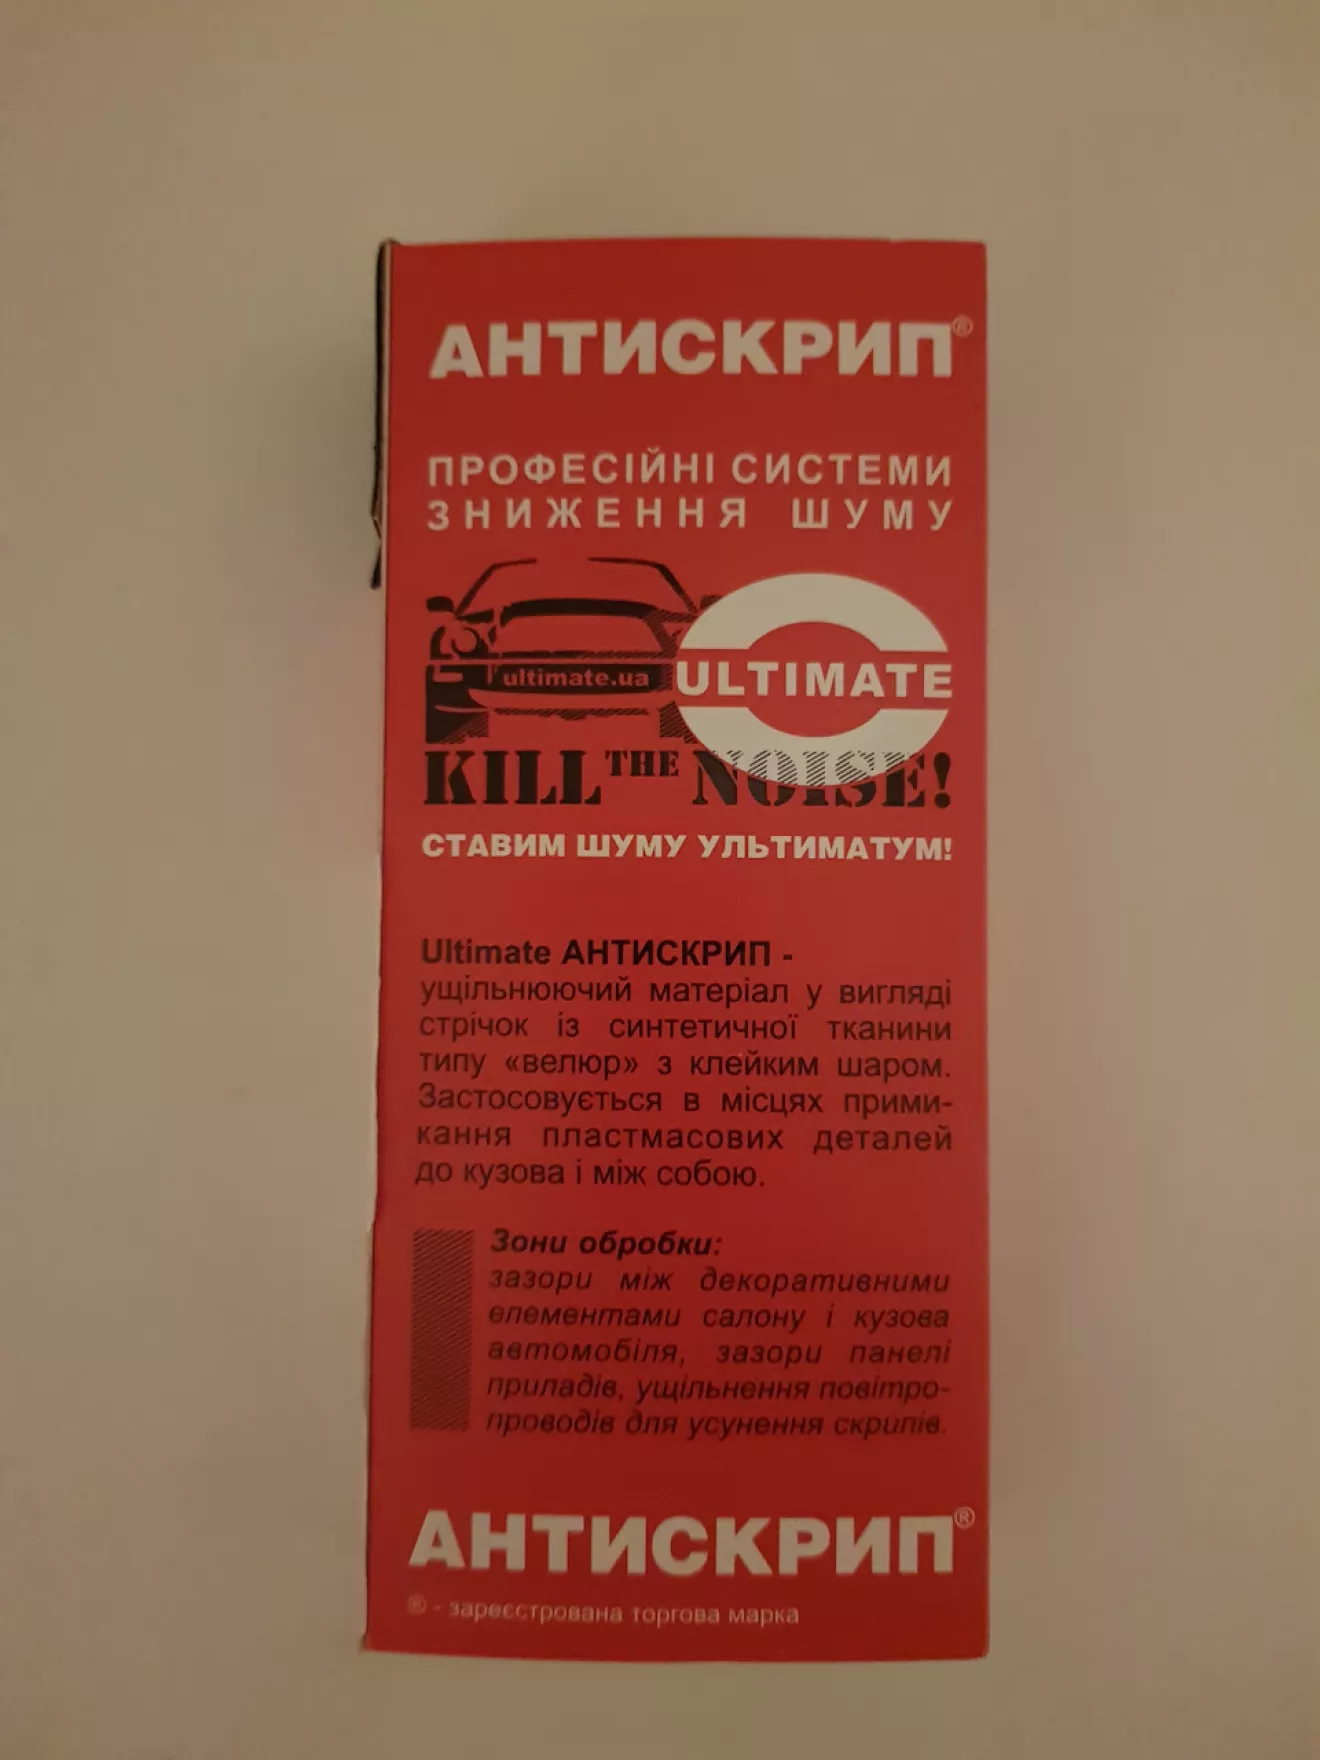 АНТИСКРИП®
ПРОФЕСІЙНІ СИСТЕМИ
ЗНИЖЕННЯ ШУМУ
ultimate.ua
ULTIMATE
KILL THE NOISE!
СТАВИМ ШУМУ УЛЬТИМАТУМ!
Ultimate АНТИСКРИП -
ущільнюючий матеріал у вигляді
стрічок із синтетичної тканини
типу «велюр» з клейким шаром.
Застосовується в місцях прими-
кання пластмасових деталей
до кузова і між собою.
Зони обробки:
зазори між декоративними
елементами салону і кузова
автомобіля, зазори панелі
приладів, ущільнення повітро-
проводів для усунення скрипів.
АНТИСКРИП®
® - зареєстрована торгова марка